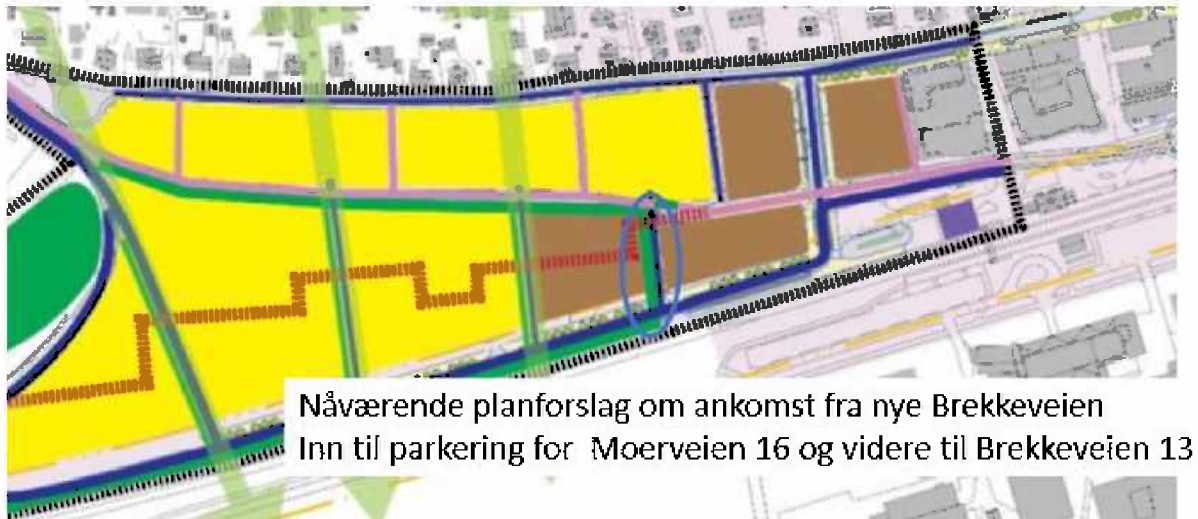 Nåværende planforslag om ankomst fra nye Brekkeveien
Inn til parkering for Moerveien 16 og videre til Brekkeveien 13